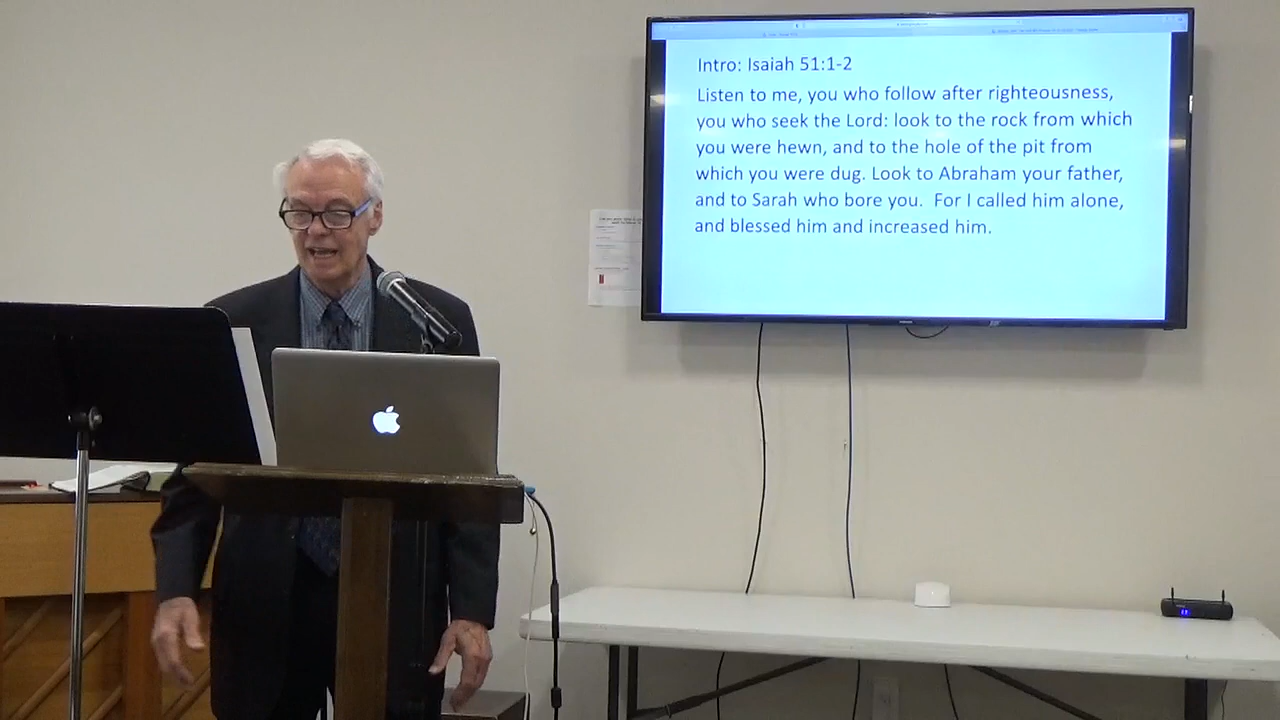 Intro: Isaiah 51:1-2
Listen to me, you who follow after righteousness,
you who seek the Lord: look to the rock from which
you were hewn, and to the hole of the pit from
which you were dug. Look to Abraham your father,
and to Sarah who bore you.  For I called him alone,
and blessed him and increased him.